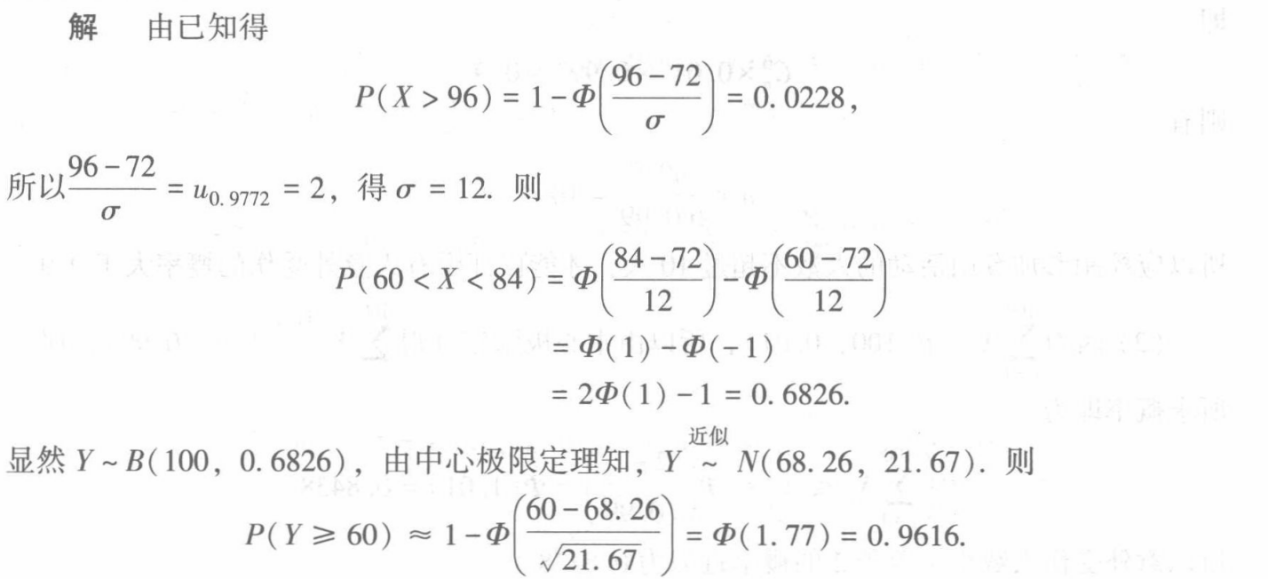 解 由已知得
P(X > 96) = 1 - Φ((96 - 72)/σ) = 0.0228,
所以 (96 - 72)/σ = u_{0.9772} = 2, 得 σ = 12. 则
P(60 < X < 84) = Φ((84 - 72)/12) - Φ((60 - 72)/12)
= Φ(1) - Φ(-1)
= 2Φ(1) - 1 = 0.6826.
显然 Y ~ B(100, 0.6826), 由中心极限定理知, Y 近似 ~ N(68.26, 21.67). 则
P(Y ⩾ 60) ≈ 1 - Φ((60 - 68.26)/√21.67) = Φ(1.77) = 0.9616.